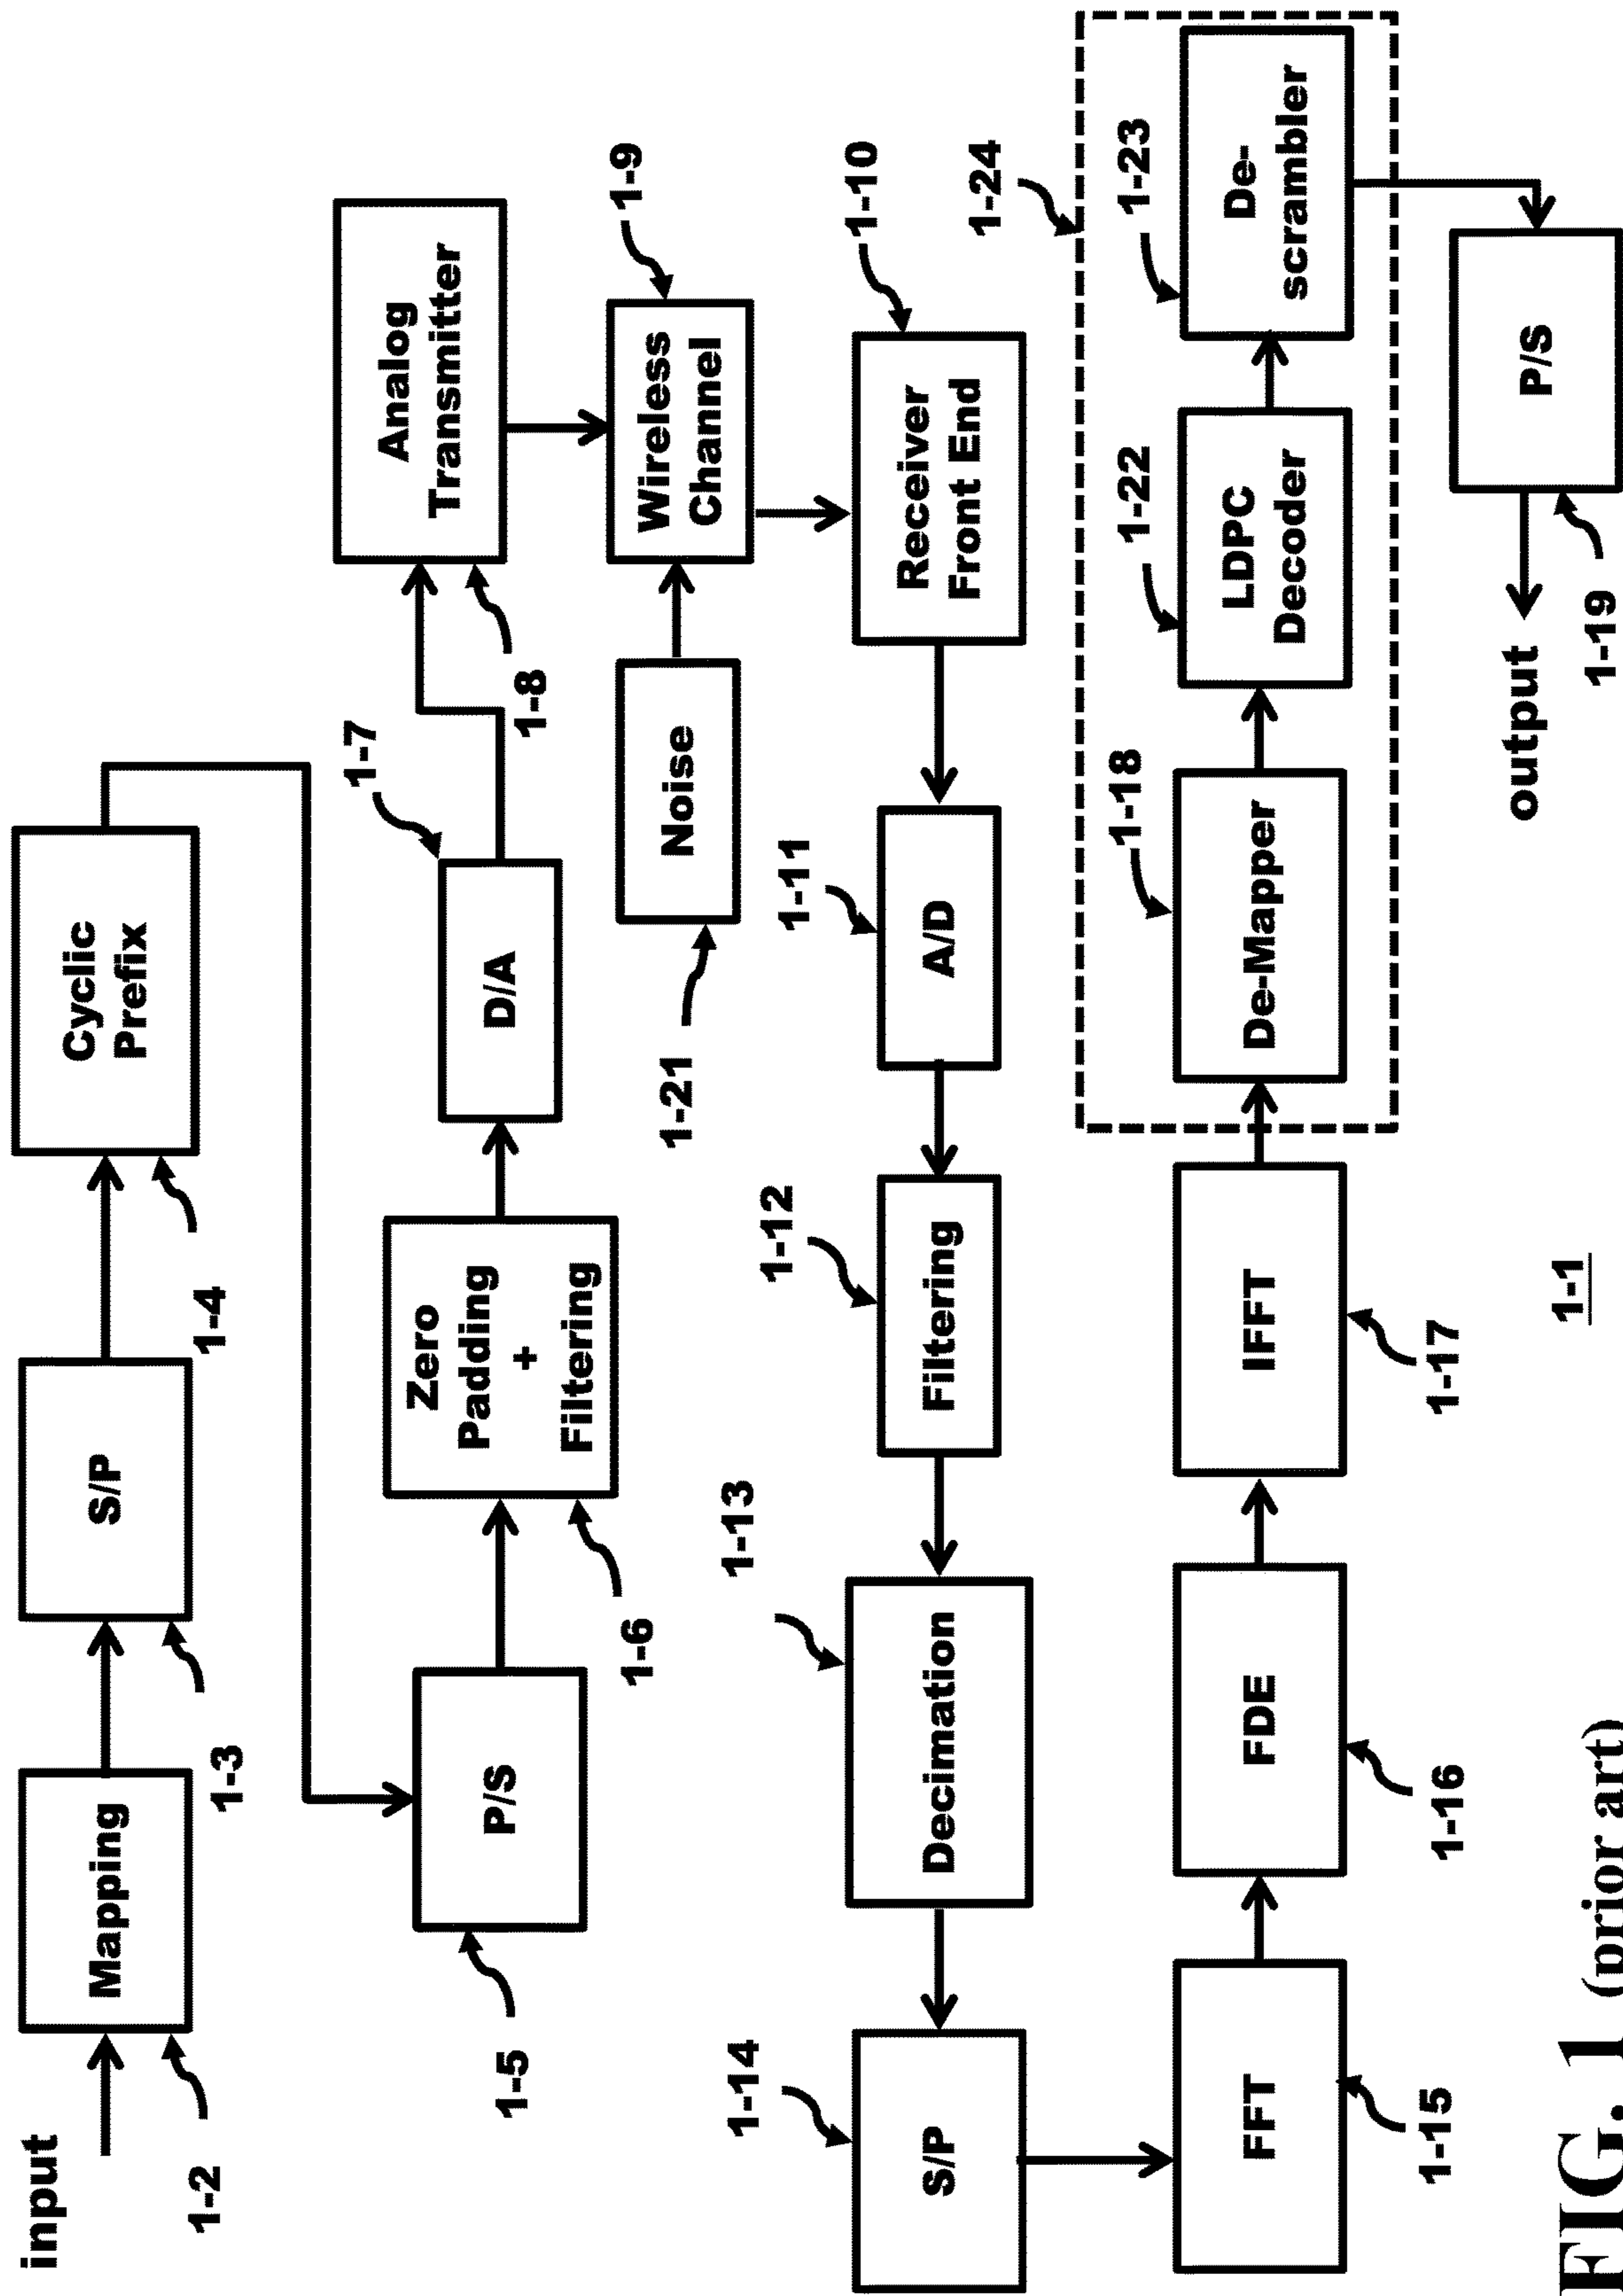 input
Mapping
1-2
S/P
1-3
Cyclic
Prefix
1-4
P/S
1-5
Zero
Padding
+
Filtering
1-6
D/A
1-7
Analog
Transmitter
1-8
Noise
1-21
Wireless
Channel
1-9
Receiver
Front End
1-10
A/D
1-11
Filtering
1-12
Decimation
1-13
S/P
1-14
FFT
1-15
FDE
1-16
IFFT
1-17
De-Mapper
1-18
LDPC
Decoder
1-22
De-
scrambler
1-23
1-24
P/S
1-19
output
1-1
FIG. 1 (prior art)